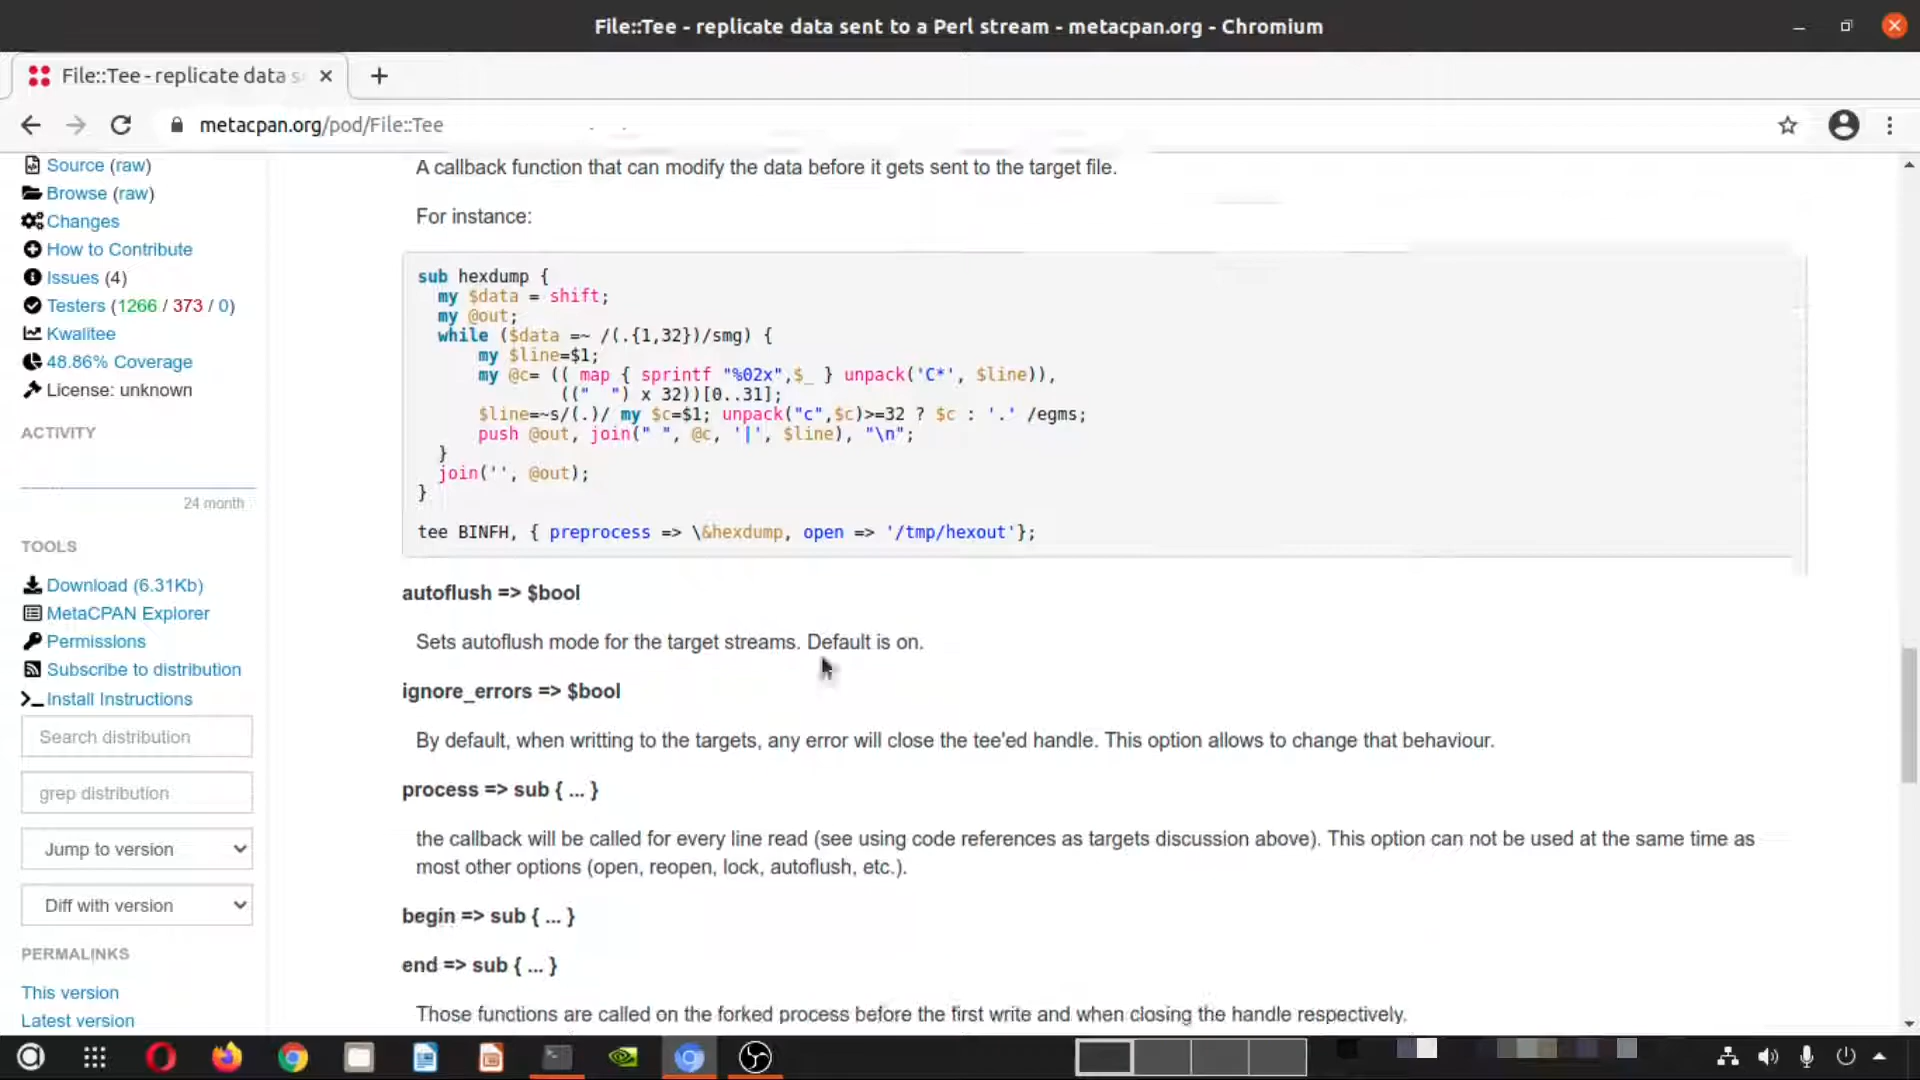 File::Tee - replicate data sent to a Perl stream - metacpan.org - Chromium
File::Tee - replicate data s
metacpan.org/pod/File::Tee
Source (raw)
Browse (raw)
Changes
How to Contribute
Issues (4)
Testers (1266 / 373 / 0)
Kwalitee
48.86% Coverage
License: unknown
ACTIVITY
24 month
TOOLS
Download (6.31Kb)
MetaCPAN Explorer
Permissions
Subscribe to distribution
Install Instructions
Search distribution
grep distribution
Jump to version
Diff with version
PERMALINKS
This version
Latest version
A callback function that can modify the data before it gets sent to the target file.
For instance:
sub hexdump {
  my $data = shift;
  my @out;
  while ($data =~ /(.{1,32})/smg) {
      my $line=$1;
      my @c= (( map { sprintf "%02x",$_ } unpack('C*', $line)),
              (("  ") x 32))[0..31];
      $line=~s/(.)/ my $c=$1; unpack("c",$c)>=32 ? $c : '.' /egms;
      push @out, join(" ", @c, '|', $line), "\n";
  }
  join('', @out);
}
tee BINFH, { preprocess => \&hexdump, open => '/tmp/hexout'};
autoflush => $bool
Sets autoflush mode for the target streams. Default is on.
ignore_errors => $bool
By default, when writting to the targets, any error will close the tee'ed handle. This option allows to change that behaviour.
process => sub { ... }
the callback will be called for every line read (see using code references as targets discussion above). This option can not be used at the same time as
most other options (open, reopen, lock, autoflush, etc.).
begin => sub { ... }
end => sub { ... }
Those functions are called on the forked process before the first write and when closing the handle respectively.